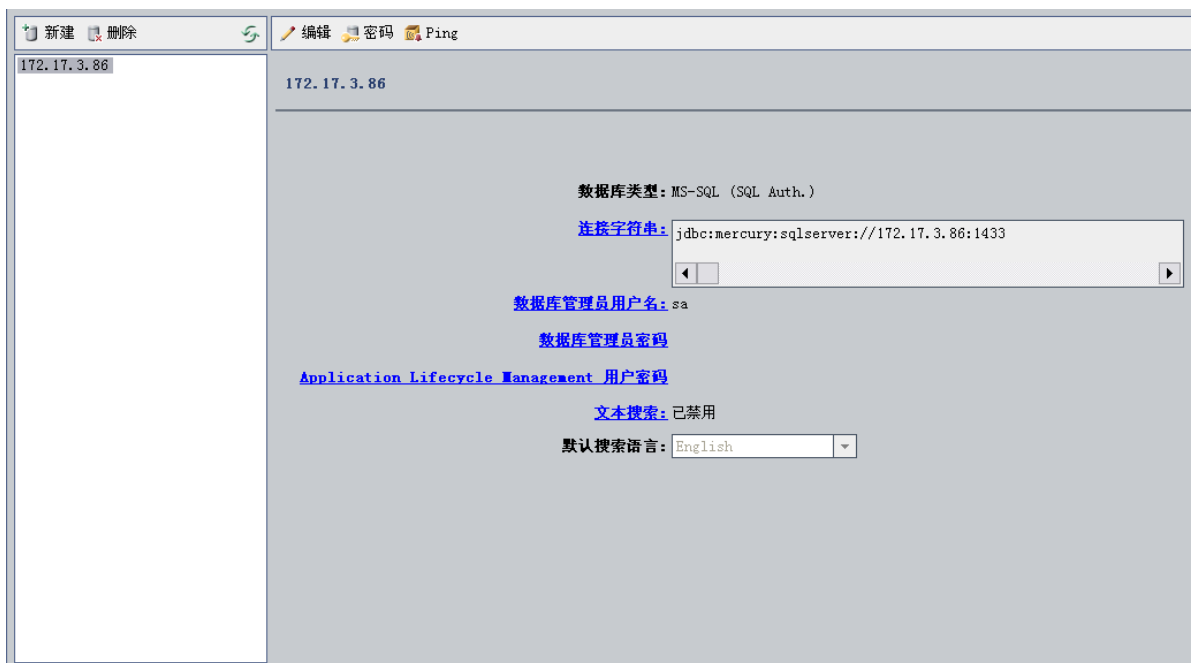 新建 删除 编辑 密码 Ping
172.17.3.86
172.17.3.86
数据库类型: MS-SQL (SQL Auth.)
连接字符串: jdbc:mercury:sqlserver://172.17.3.86:1433
数据库管理员用户名: sa
数据库管理员密码
Application Lifecycle Management 用户密码
文本搜索: 已禁用
默认搜索语言: English